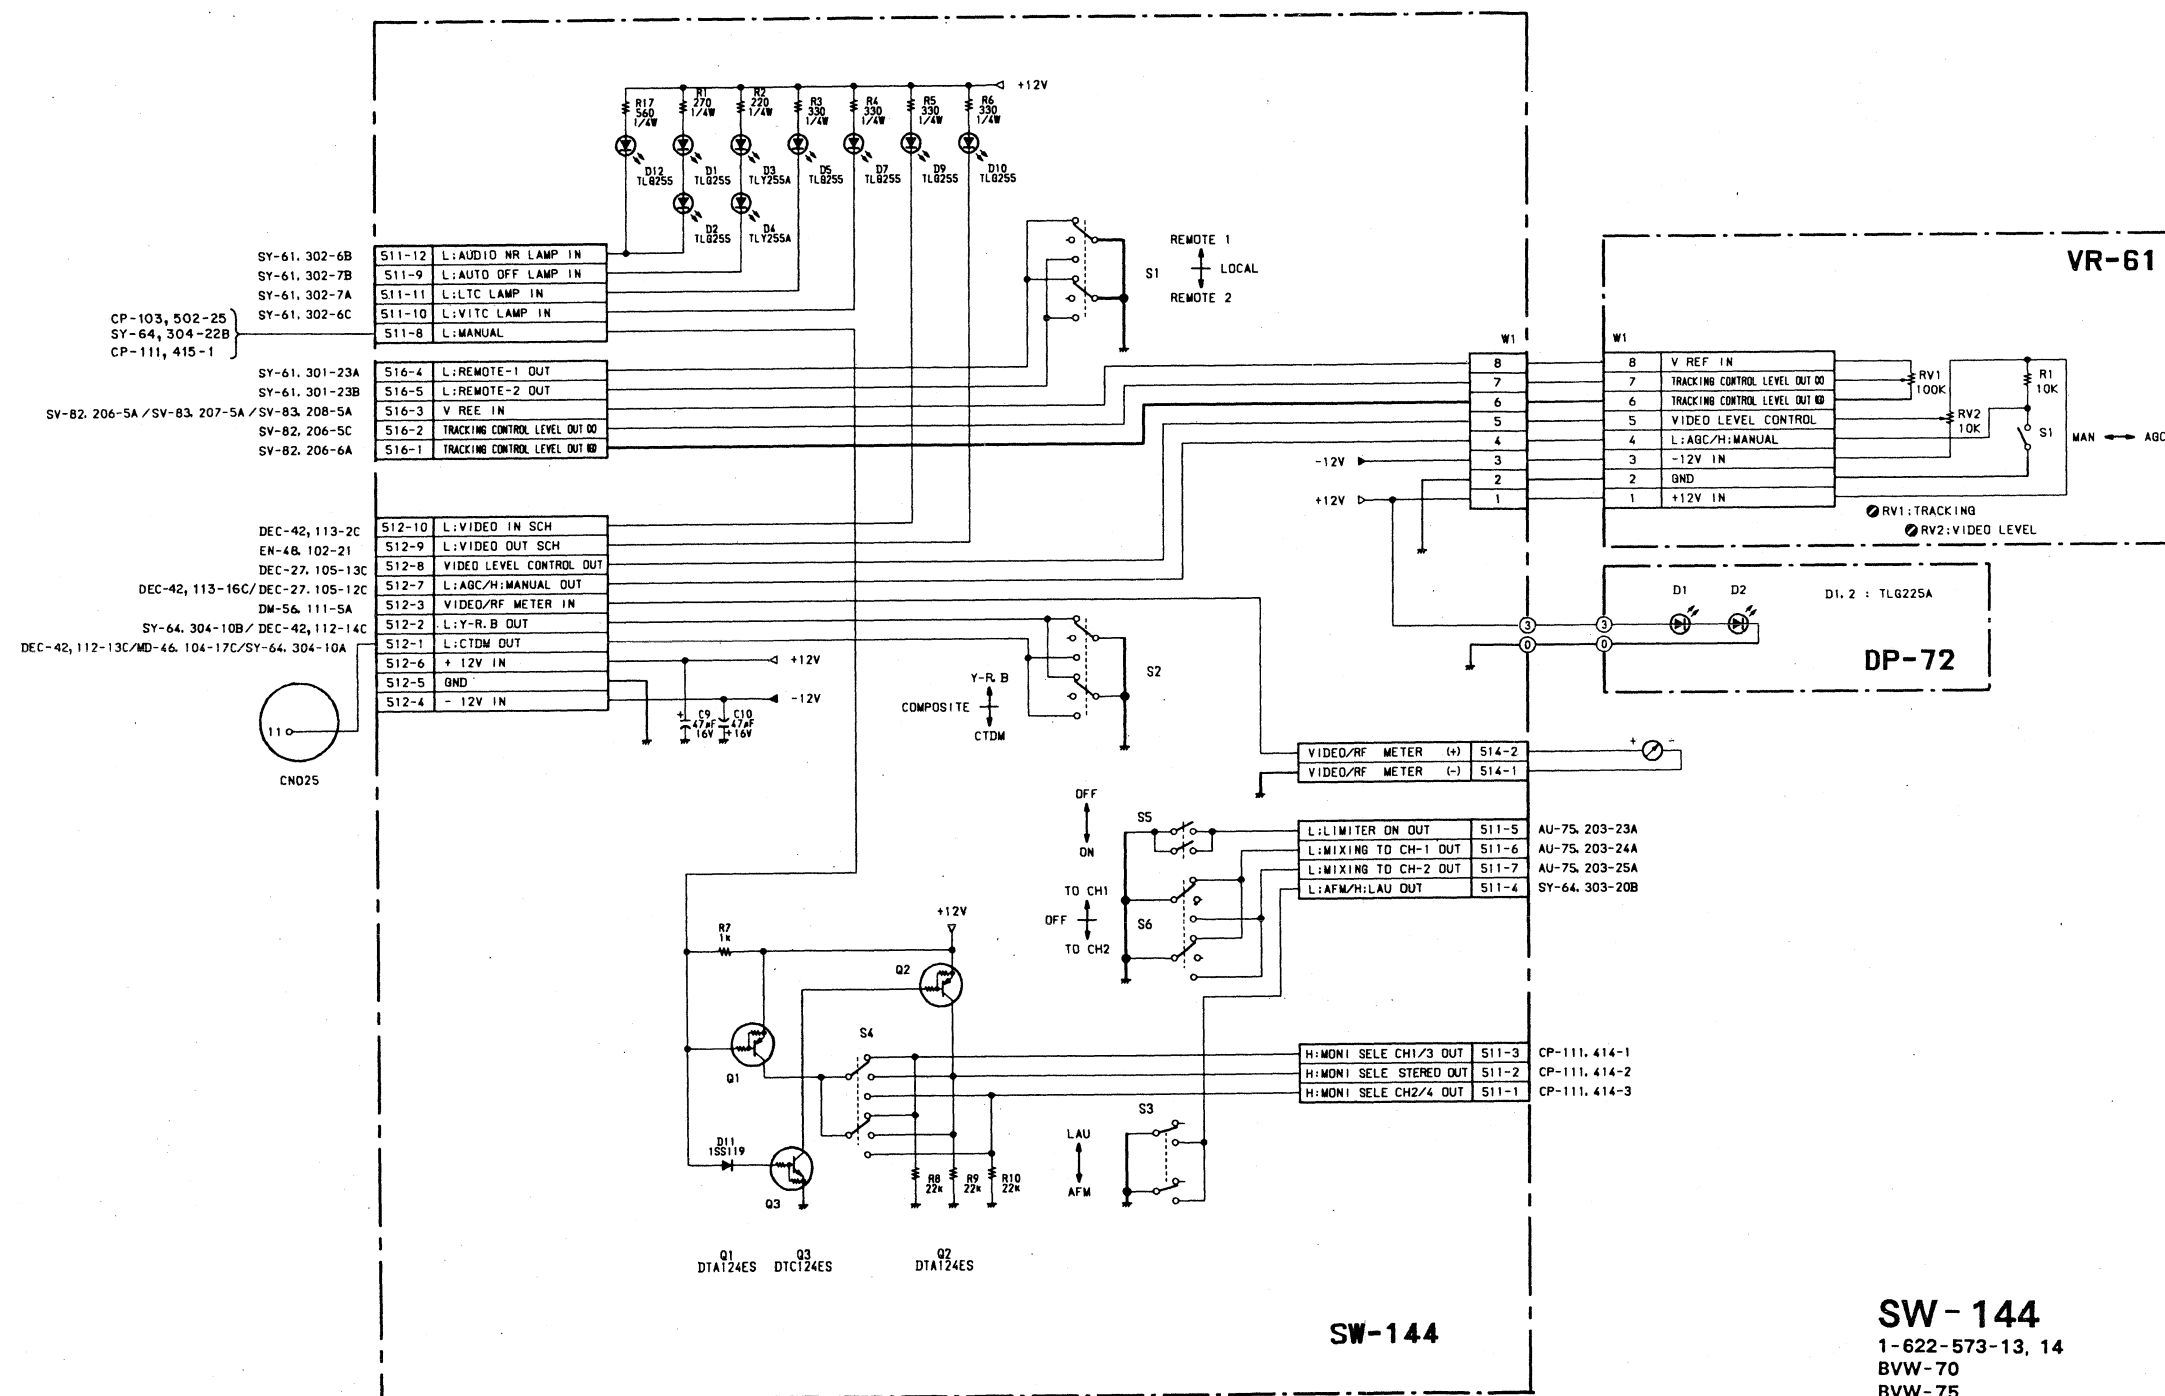 +12V
R17 560 1/4W
R1 270 1/4W
R2 220 1/4W
R3 330 1/4W
R4 330 1/4W
R5 330 1/4W
R6 330 1/4W
D12 TLG255
D1 TLG255
D3 TLY255A
D5 TLG255
D7 TLG255
D9 TLG255
D10 TLG255
D2 TLG255
D4 TLY255A
SY-61. 302-6B 511-12 L:AUDIO NR LAMP IN
SY-61. 302-7B 511-9 L:AUTO OFF LAMP IN
SY-61. 302-7A 511-11 L:LTC LAMP IN
SY-61. 302-6C 511-10 L:VITC LAMP IN
CP-103, 502-25
SY-64, 304-22B
CP-111, 415-1
511-8 L:MANUAL
SY-61. 301-23A 516-4 L:REMOTE-1 OUT
SY-61. 301-23B 516-5 L:REMOTE-2 OUT
SV-82. 206-5A / SV-83. 207-5A / SV-83. 208-5A 516-3 V REE IN
SV-82. 206-5C 516-2 TRACKING CONTROL LEVEL OUT (X)
SV-82. 206-6A 516-1 TRACKING CONTROL LEVEL OUT
DEC-42, 113-2C 512-10 L:VIDEO IN SCH
EN-48. 102-21 512-9 L:VIDEO OUT SCH
DEC-27. 105-13C 512-8 VIDEO LEVEL CONTROL OUT
DEC-42, 113-16C/DEC-27. 105-12C 512-7 L:AGC/H:MANUAL OUT
DM-56. 111-5A 512-3 VIDEO/RF METER IN
SY-64. 304-10B/ DEC-42, 112-14C 512-2 L:Y-R.B OUT
DEC-42, 112-13C/MD-46. 104-17C/SY-64. 304-10A 512-1 L:CTDM OUT
512-6 + 12V IN
512-5 GND
512-4 - 12V IN
11
CN025
+12V
-12V
C9 47µF 16V
C10 47µF 16V
S1
REMOTE 1
LOCAL
REMOTE 2
S2
Y-R.B
COMPOSITE
CTDM
-12V
+12V
W1
8
7
6
5
4
3
2
1
W1
VR-61
8 V REF IN
7 TRACKING CONTROL LEVEL OUT (X)
6 TRACKING CONTROL LEVEL OUT
5 VIDEO LEVEL CONTROL
4 L:AGC/H:MANUAL
3 -12V IN
2 GND
1 +12V IN
RV1 100K
RV2 10K
R1 10K
S1
MAN AGC
RV1:TRACKING
RV2:VIDEO LEVEL
D1 D2
D1. 2 : TLG225A
3 3
0 0
DP-72
VIDEO/RF METER (+) 514-2
VIDEO/RF METER (-) 514-1
+ -
OFF
ON
S5
L:LIMITER ON OUT 511-5 AU-75. 203-23A
L:MIXING TO CH-1 OUT 511-6 AU-75. 203-24A
L:MIXING TO CH-2 OUT 511-7 AU-75. 203-25A
L:AFM/H:LAU OUT 511-4 SY-64. 303-20B
TO CH1
OFF
TO CH2
S6
+12V
R7 1k
Q2
Q1
S4
H:MONI SELE CH1/3 OUT 511-3 CP-111. 414-1
H:MONI SELE STEREO OUT 511-2 CP-111. 414-2
H:MONI SELE CH2/4 OUT 511-1 CP-111. 414-3
D11 1SS119
Q3
R8 22k
R9 22k
R10 22k
S3
LAU
AFM
Q1 DTA124ES
Q3 DTC124ES
Q2 DTA124ES
SW-144
SW-144
1-622-573-13, 14
BVW-70
BVW-75